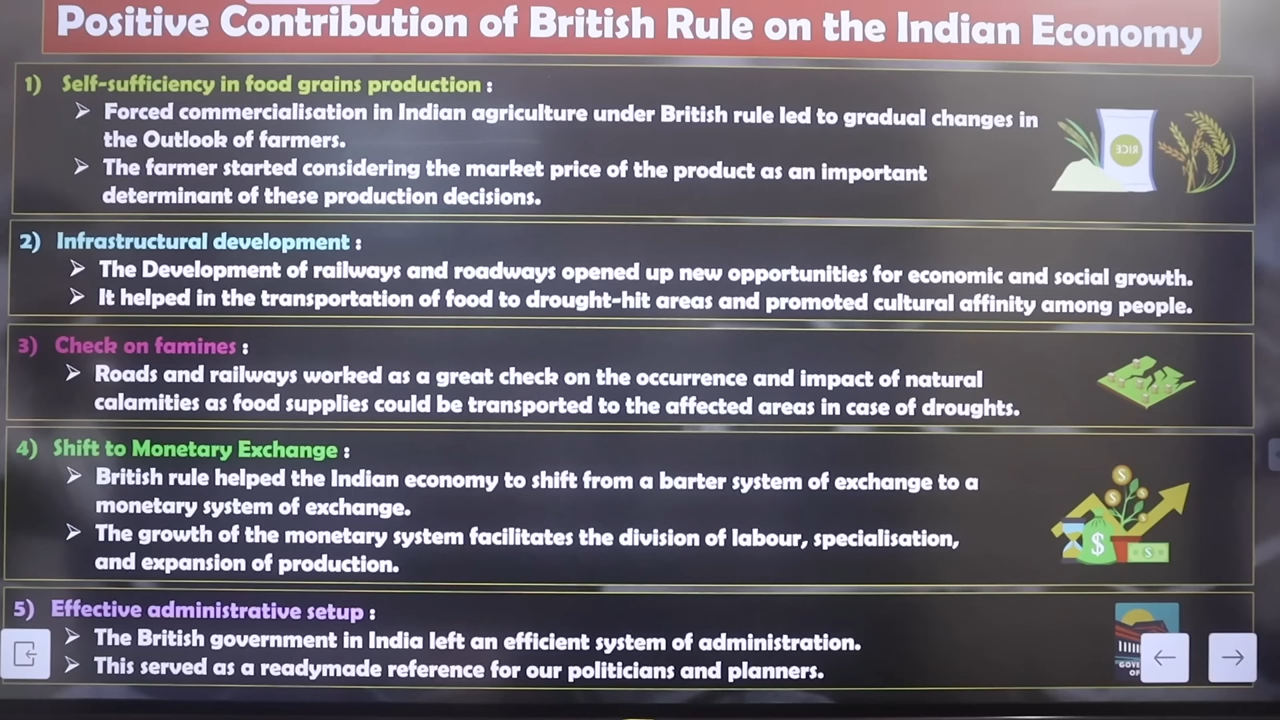 Positive Contribution of British Rule on the Indian Economy
1) Self-sufficiency in food grains production :
➤ Forced commercialisation in Indian agriculture under British rule led to gradual changes in
the Outlook of farmers.
➤ The farmer started considering the market price of the product as an important
determinant of these production decisions.
RICE
2) Infrastructural development :
➤ The Development of railways and roadways opened up new opportunities for economic and social growth.
➤ It helped in the transportation of food to drought-hit areas and promoted cultural affinity among people.
3) Check on famines :
➤ Roads and railways worked as a great check on the occurrence and impact of natural
calamities as food supplies could be transported to the affected areas in case of droughts.
4) Shift to Monetary Exchange :
➤ British rule helped the Indian economy to shift from a barter system of exchange to a
monetary system of exchange.
➤ The growth of the monetary system facilitates the division of labour, specialisation,
and expansion of production.
$ $ $ $ $
5) Effective administrative setup :
➤ The British government in India left an efficient system of administration.
➤ This served as a readymade reference for our politicians and planners.